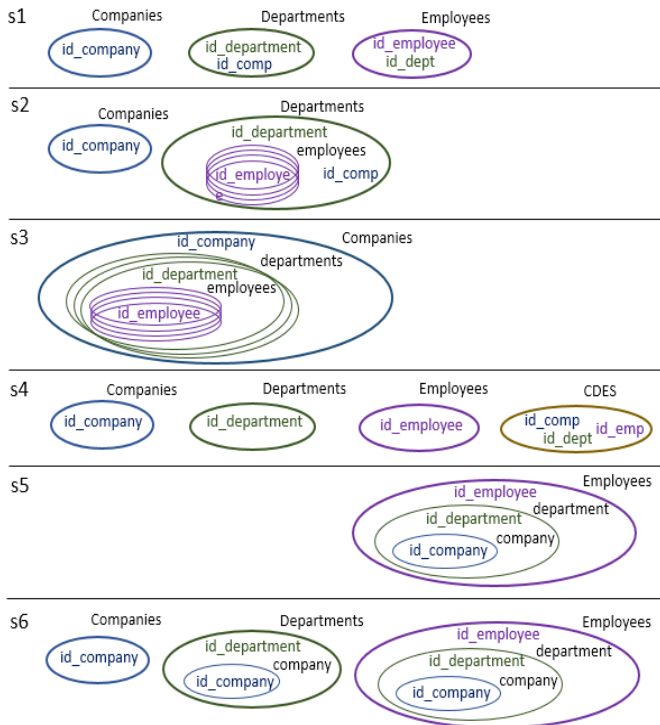 s1 Companies Departments Employees
id_company id_department id_employee
id_comp id_dept
s2 Companies Departments
id_company id_department
employees
id_employe id_comp
e
s3 id_company Companies
departments
id_department
employees
id_employee
s4 Companies Departments Employees CDES
id_company id_department id_employee id_comp id_emp
id_dept
s5 Employees
id_employee
department
id_department
company
id_company
s6 Companies Departments Employees
id_employee
id_department department
id_company company id_department
id_company company
id_company